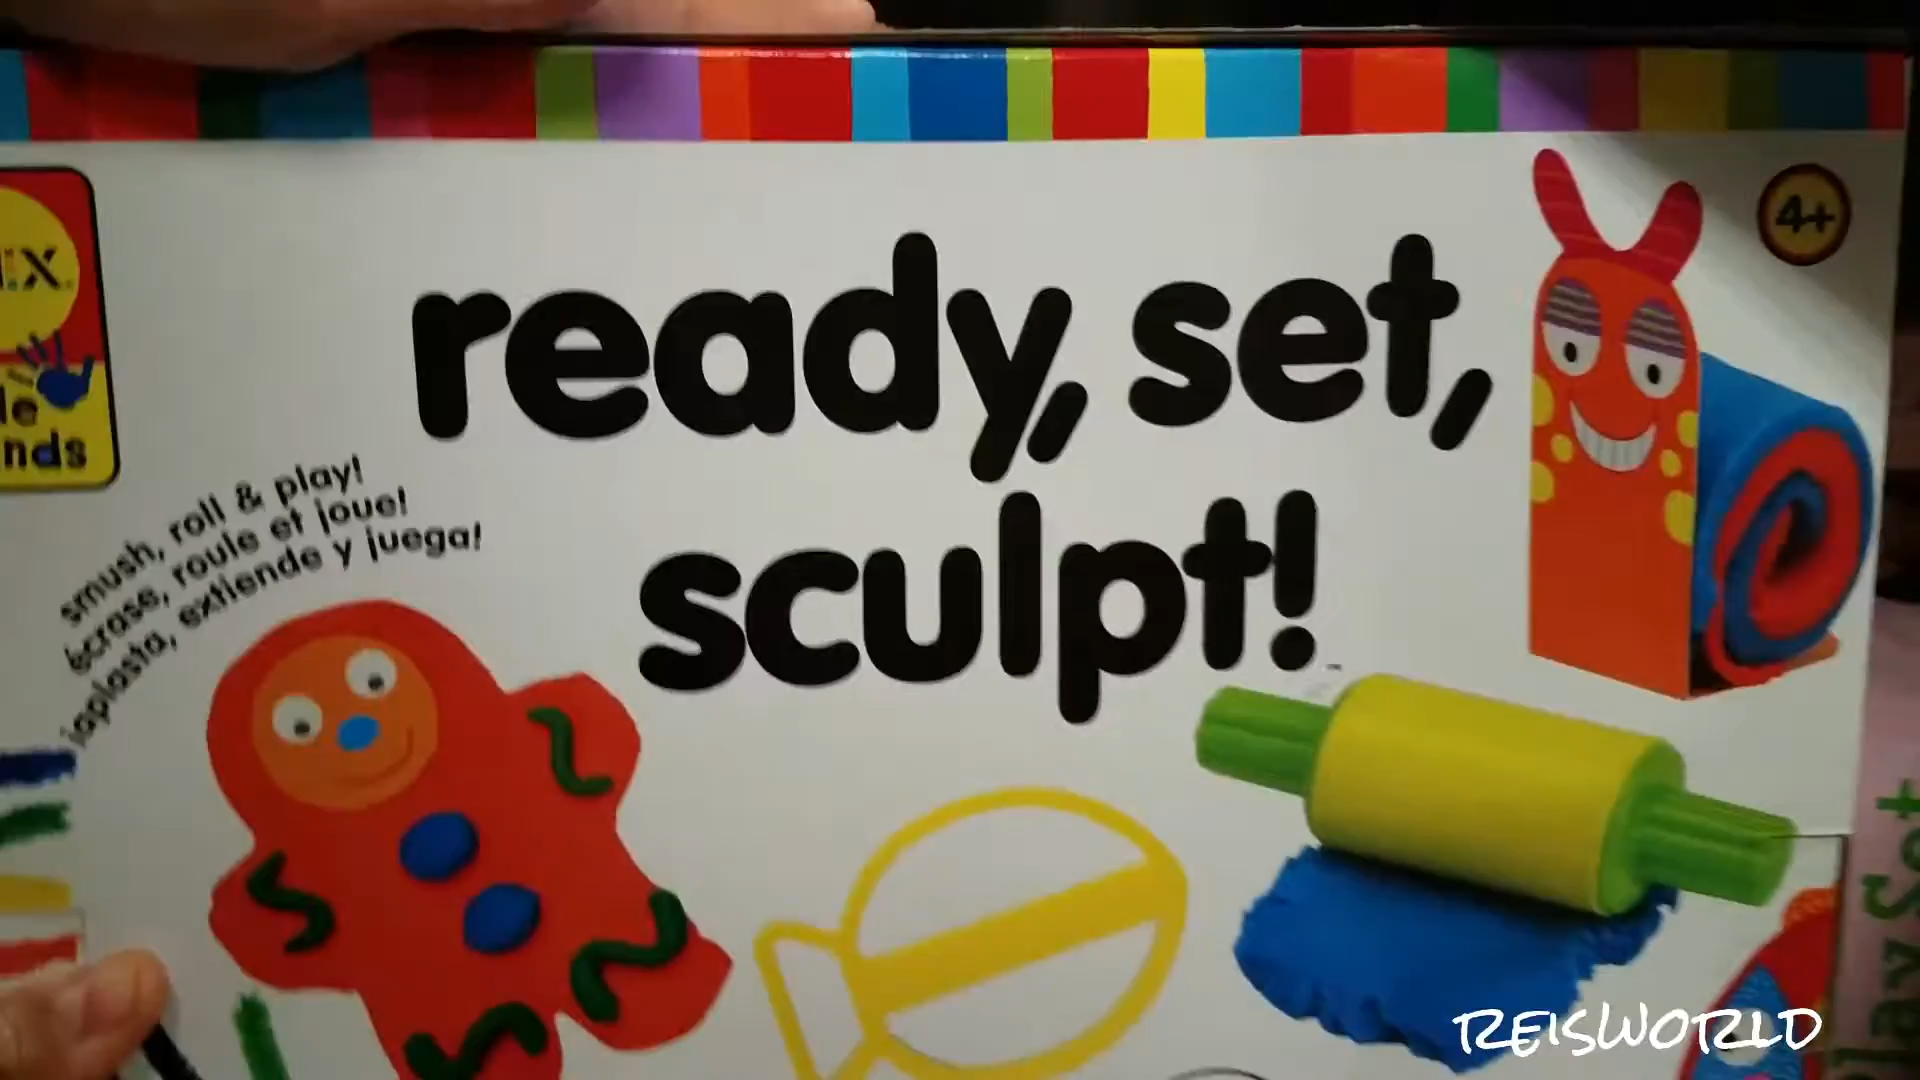 4+
ready, set,
sculpt!
smush, roll & play!
écrase, roule et joue!
¡aplasta, extiende y juega!
REISWORLD